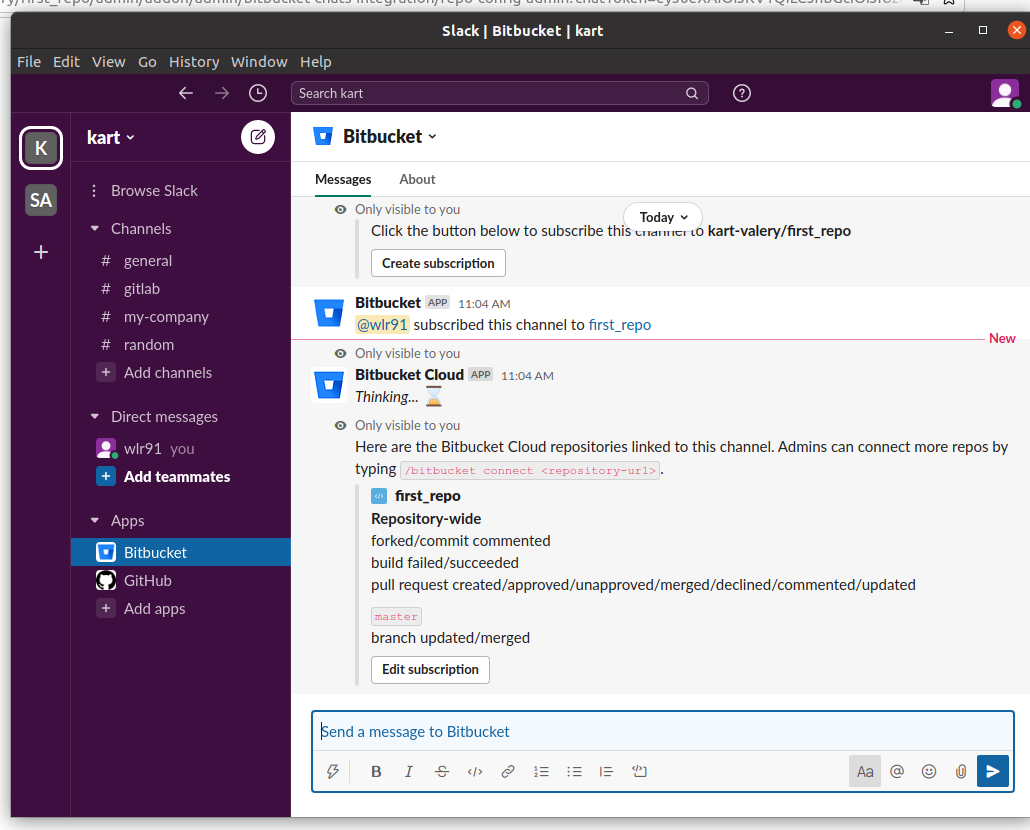 Slack | Bitbucket | kart
File Edit View Go History Window Help
Search kart
K
kart
Bitbucket
SA
Messages About
Browse Slack
Channels
# general
# gitlab
# my-company
# random
+ Add channels
Direct messages
wlr91 you
+ Add teammates
Apps
Bitbucket
GitHub
+ Add apps
Only visible to you
Today
Click the button below to subscribe this channel to kart-valery/first_repo
Create subscription
Bitbucket APP 11:04 AM
@wlr91 subscribed this channel to first_repo
New
Only visible to you
Bitbucket Cloud APP 11:04 AM
Thinking...
Only visible to you
Here are the Bitbucket Cloud repositories linked to this channel. Admins can connect more repos by
typing /bitbucket connect <repository-url>.
first_repo
Repository-wide
forked/commit commented
build failed/succeeded
pull request created/approved/unapproved/merged/declined/commented/updated
master
branch updated/merged
Edit subscription
Send a message to Bitbucket
B I S </> Aa @